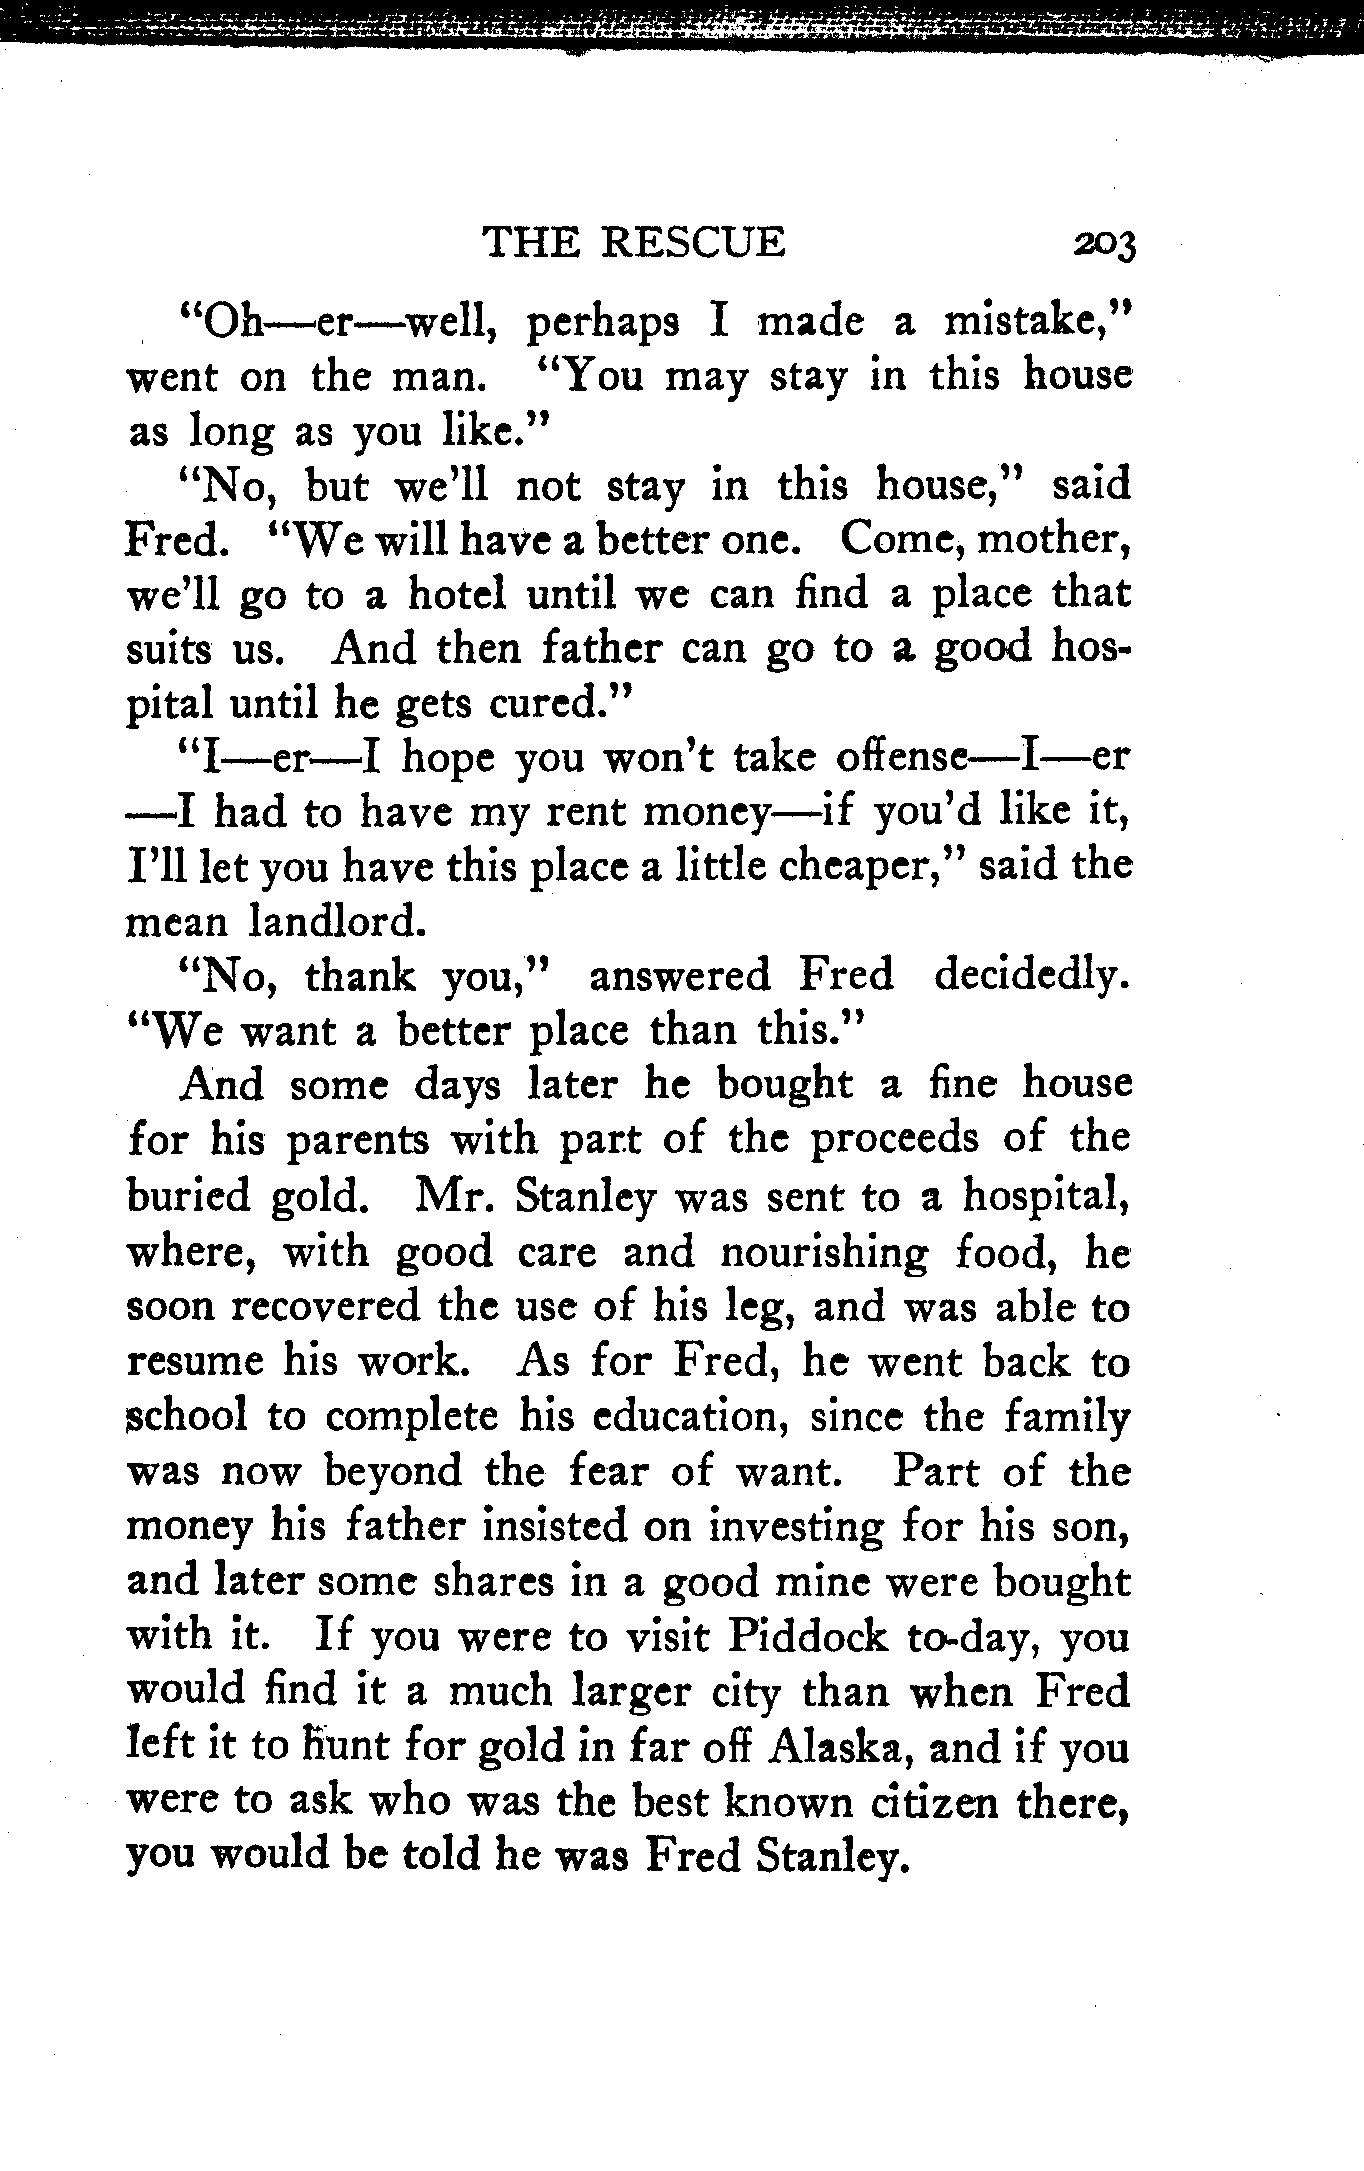 THE RESCUE 203
“Oh—er—well, perhaps I made a mistake,”
went on the man. “You may stay in this house
as long as you like.”
“No, but we’ll not stay in this house,” said
Fred. “We will have a better one. Come, mother,
we’ll go to a hotel until we can find a place that
suits us. And then father can go to a good hos-
pital until he gets cured.”
“I—er—I hope you won’t take offense—I—er
—I had to have my rent money—if you’d like it,
I’ll let you have this place a little cheaper,” said the
mean landlord.
“No, thank you,” answered Fred decidedly.
“We want a better place than this.”
And some days later he bought a fine house
for his parents with part of the proceeds of the
buried gold. Mr. Stanley was sent to a hospital,
where, with good care and nourishing food, he
soon recovered the use of his leg, and was able to
resume his work. As for Fred, he went back to
school to complete his education, since the family
was now beyond the fear of want. Part of the
money his father insisted on investing for his son,
and later some shares in a good mine were bought
with it. If you were to visit Piddock to-day, you
would find it a much larger city than when Fred
left it to hunt for gold in far off Alaska, and if you
were to ask who was the best known citizen there,
you would be told he was Fred Stanley.